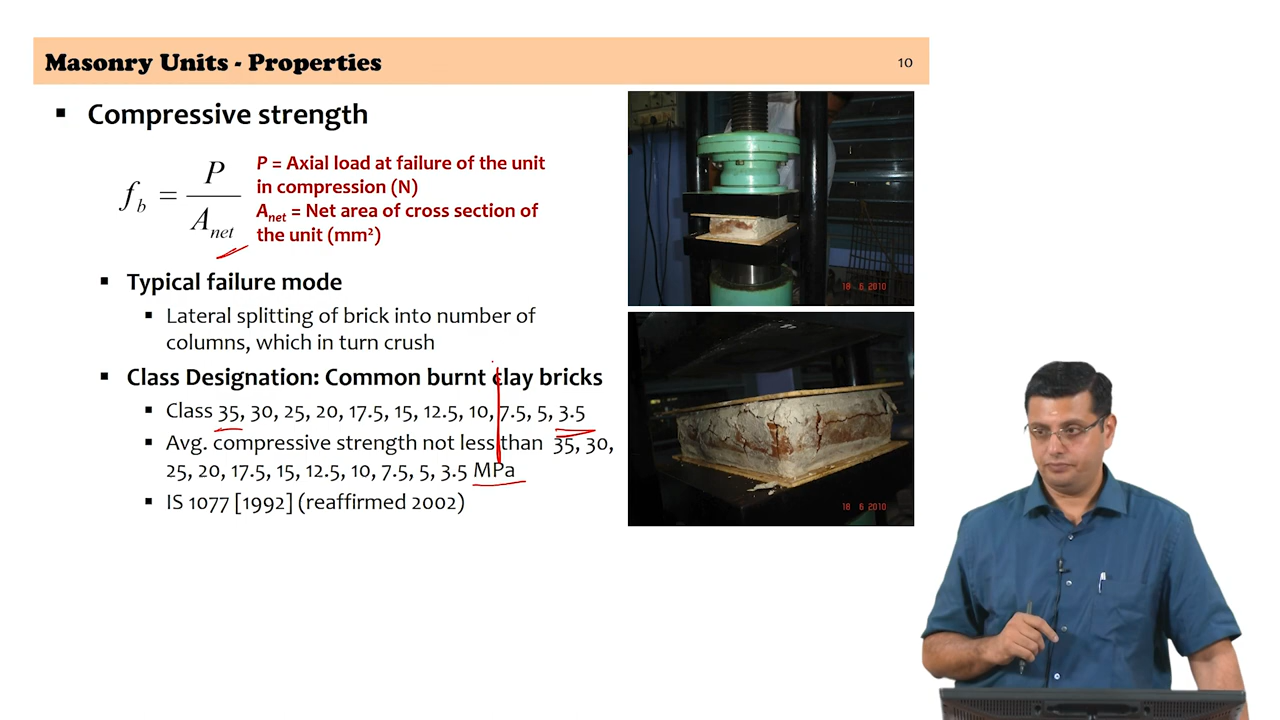 Masonry Units - Properties
10
▪ Compressive strength
f_b = P / A_net
P = Axial load at failure of the unit
in compression (N)
A_net = Net area of cross section of
the unit (mm²)
▪ Typical failure mode
▪ Lateral splitting of brick into number of
columns, which in turn crush
▪ Class Designation: Common burnt clay bricks
▪ Class 35, 30, 25, 20, 17.5, 15, 12.5, 10, 7.5, 5, 3.5
▪ Avg. compressive strength not less than 35, 30,
25, 20, 17.5, 15, 12.5, 10, 7.5, 5, 3.5 MPa
▪ IS 1077 [1992] (reaffirmed 2002)
18 6 2010
18 6 2010